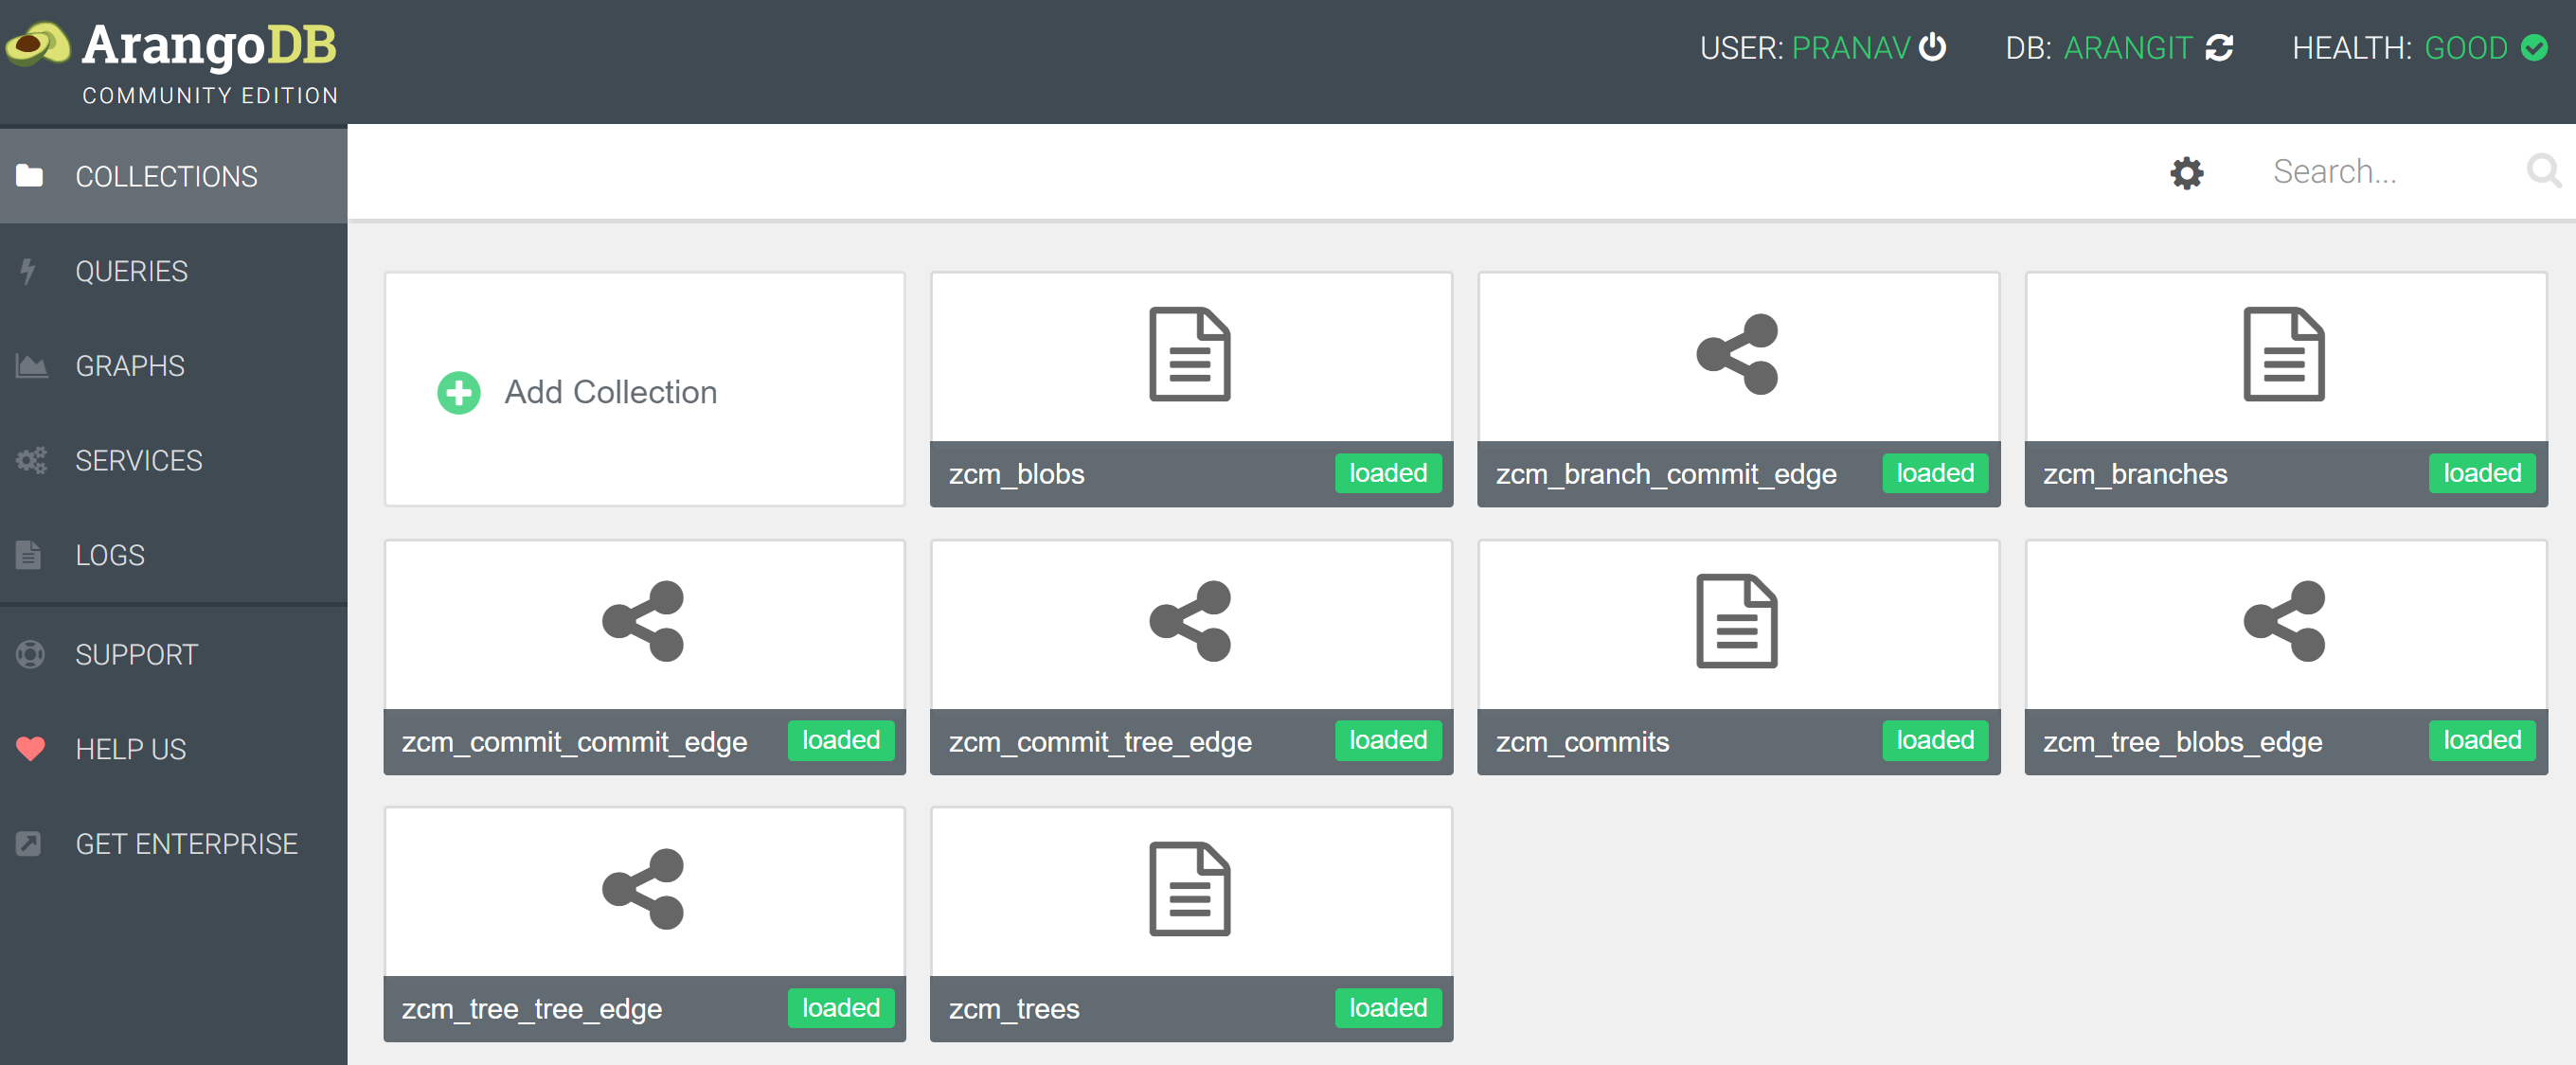 ArangoDB
COMMUNITY EDITION
USER: PRANAV
DB: ARANGIT
HEALTH: GOOD
COLLECTIONS
QUERIES
GRAPHS
SERVICES
LOGS
SUPPORT
HELP US
GET ENTERPRISE
Search...
Add Collection
zcm_blobs loaded
zcm_branch_commit_edge loaded
zcm_branches loaded
zcm_commit_commit_edge loaded
zcm_commit_tree_edge loaded
zcm_commits loaded
zcm_tree_blobs_edge loaded
zcm_tree_tree_edge loaded
zcm_trees loaded